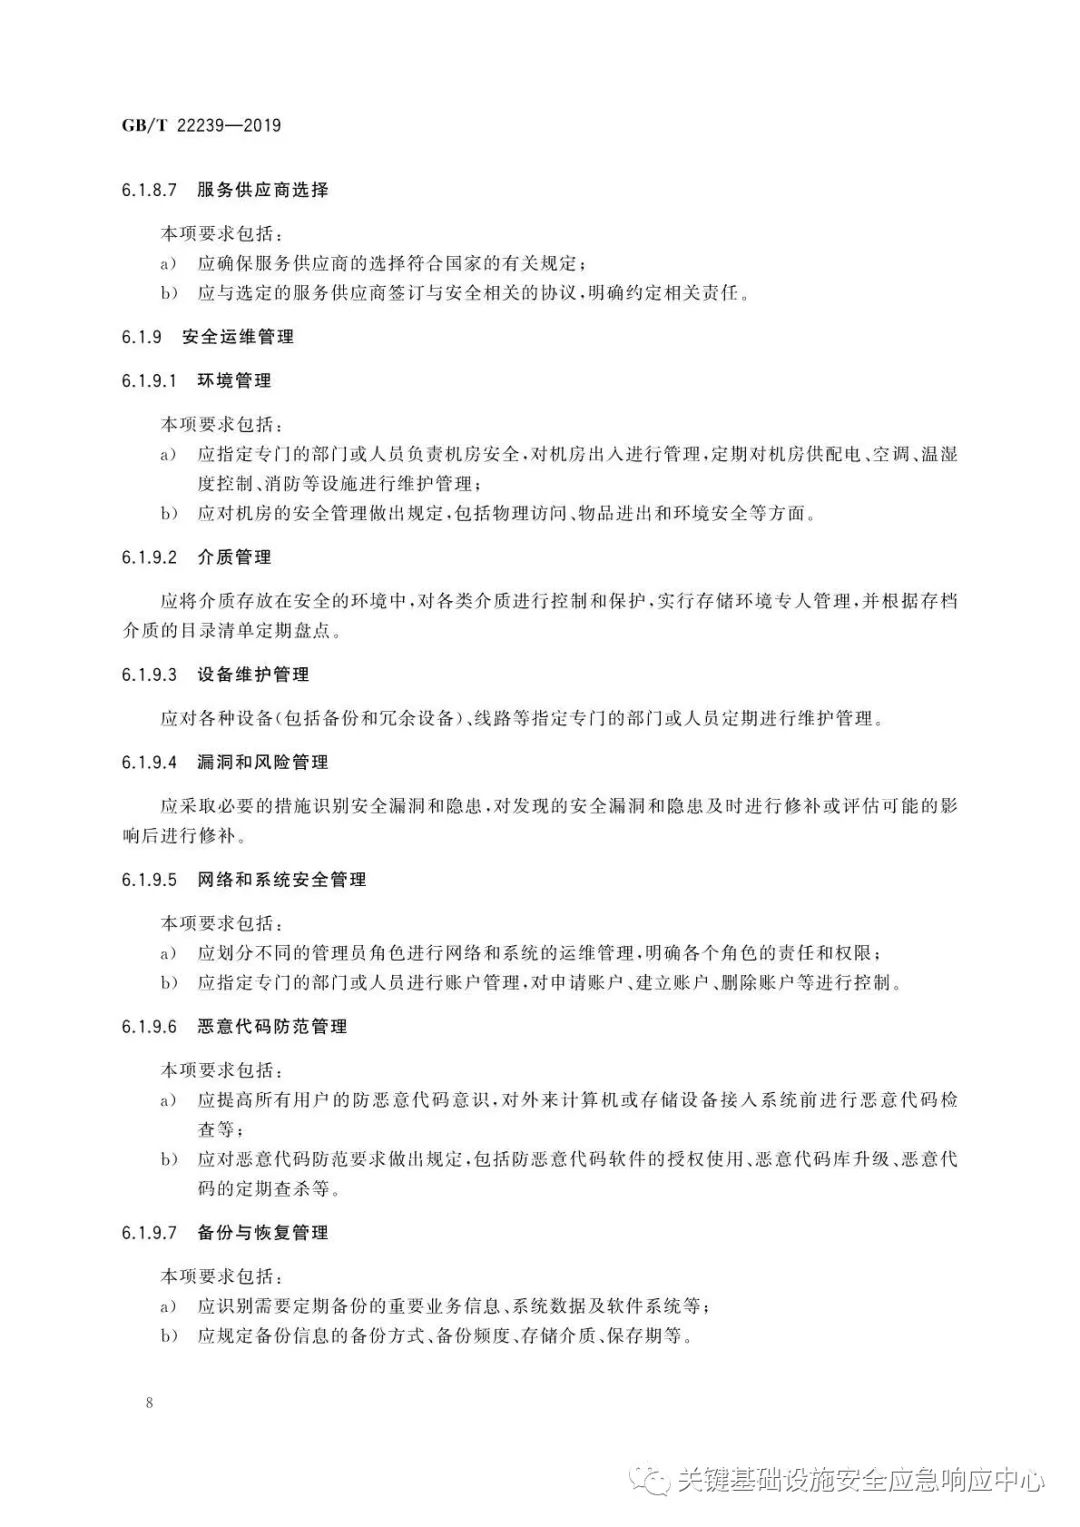 GB/T 22239—2019
6.1.8.7 服务供应商选择
本项要求包括:
a) 应确保服务供应商的选择符合国家的有关规定;
b) 应与选定的服务供应商签订与安全相关的协议,明确约定相关责任。
6.1.9 安全运维管理
6.1.9.1 环境管理
本项要求包括:
a) 应指定专门的部门或人员负责机房安全,对机房出入进行管理,定期对机房供配电、空调、温湿
度控制、消防等设施进行维护管理;
b) 应对机房的安全管理做出规定,包括物理访问、物品进出和环境安全等方面。
6.1.9.2 介质管理
应将介质存放在安全的环境中,对各类介质进行控制和保护,实行存储环境专人管理,并根据存档
介质的目录清单定期盘点。
6.1.9.3 设备维护管理
应对各种设备(包括备份和冗余设备)、线路等指定专门的部门或人员定期进行维护管理。
6.1.9.4 漏洞和风险管理
应采取必要的措施识别安全漏洞和隐患,对发现的安全漏洞和隐患及时进行修补或评估可能的影
响后进行修补。
6.1.9.5 网络和系统安全管理
本项要求包括:
a) 应划分不同的管理员角色进行网络和系统的运维管理,明确各个角色的责任和权限;
b) 应指定专门的部门或人员进行账户管理,对申请账户、建立账户、删除账户等进行控制。
6.1.9.6 恶意代码防范管理
本项要求包括:
a) 应提高所有用户的防恶意代码意识,对外来计算机或存储设备接入系统前进行恶意代码检
查等;
b) 应对恶意代码防范要求做出规定,包括防恶意代码软件的授权使用、恶意代码库升级、恶意代
码的定期查杀等。
6.1.9.7 备份与恢复管理
本项要求包括:
a) 应识别需要定期备份的重要业务信息、系统数据及软件系统等;
b) 应规定备份信息的备份方式、备份频度、存储介质、保存期等。
8
关键基础设施安全应急响应中心